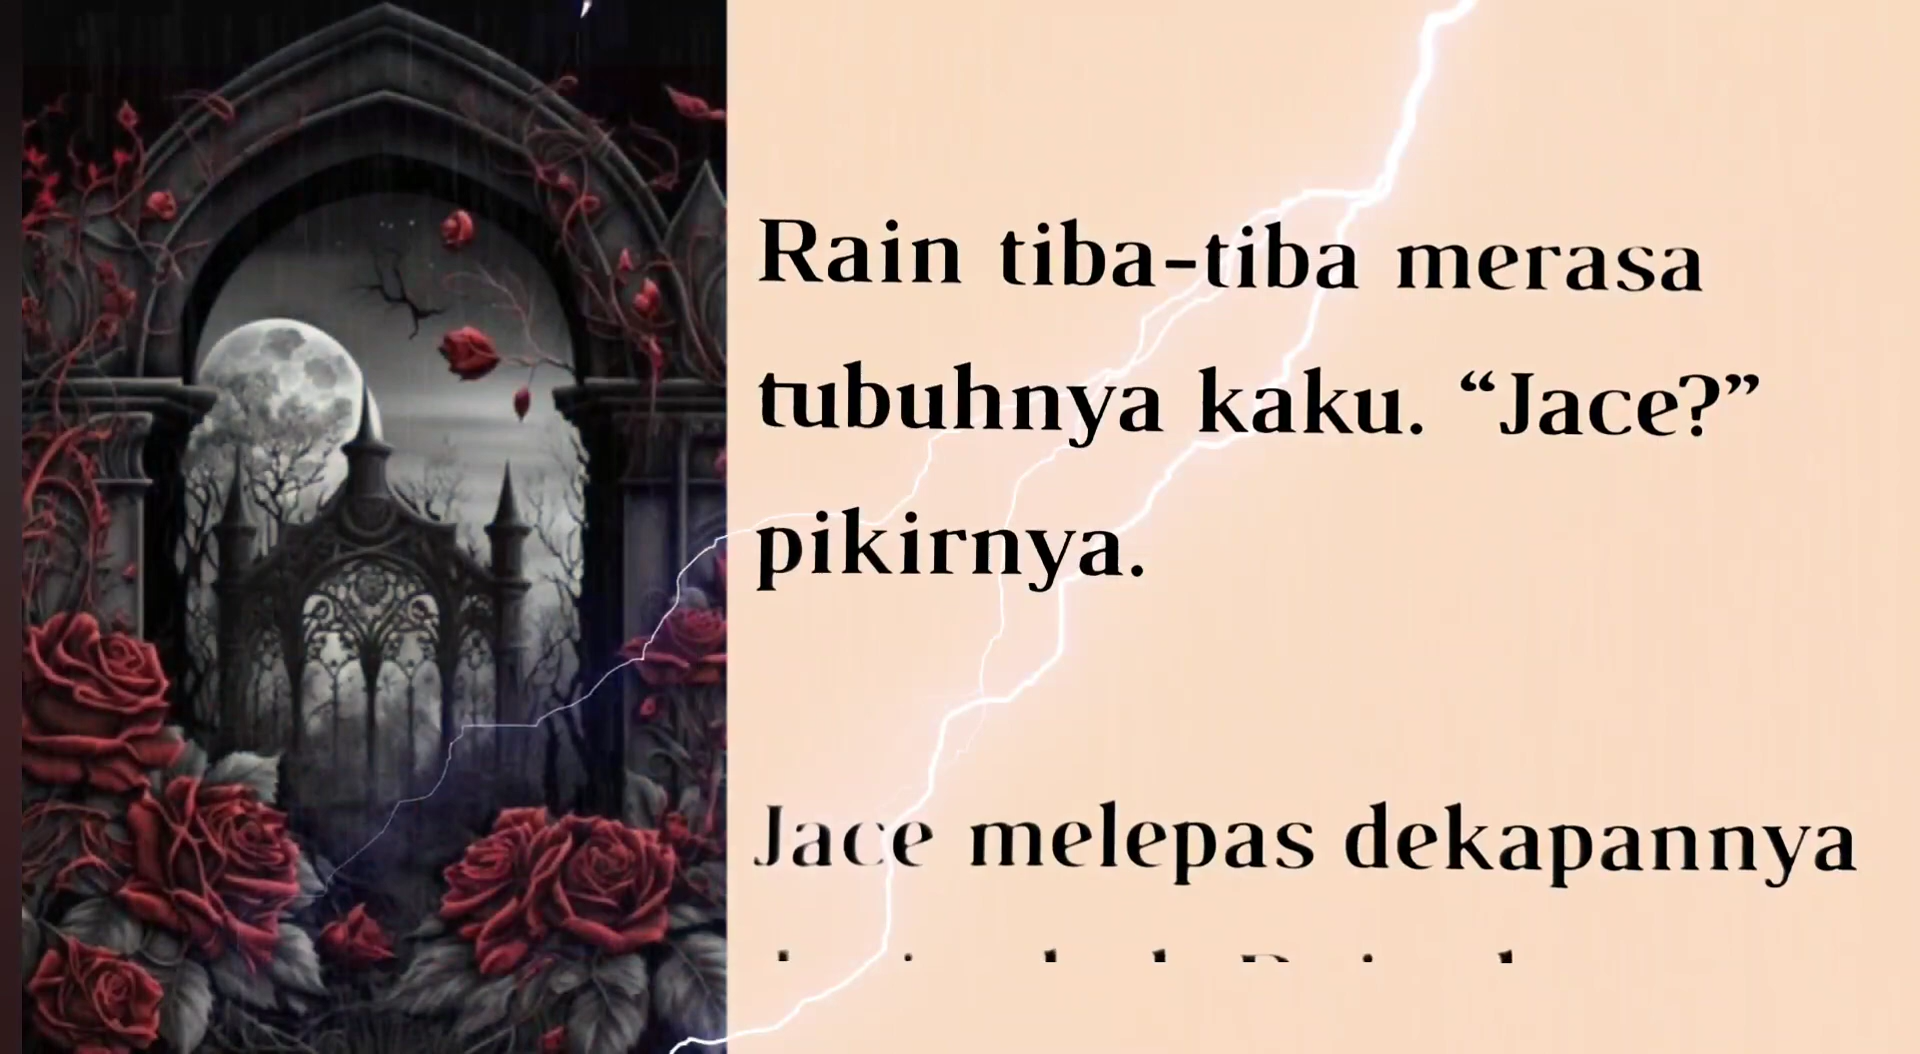 Rain tiba-tiba merasa
tubuhnya kaku. “Jace?”
pikirnya.
Jace melepas dekapannya